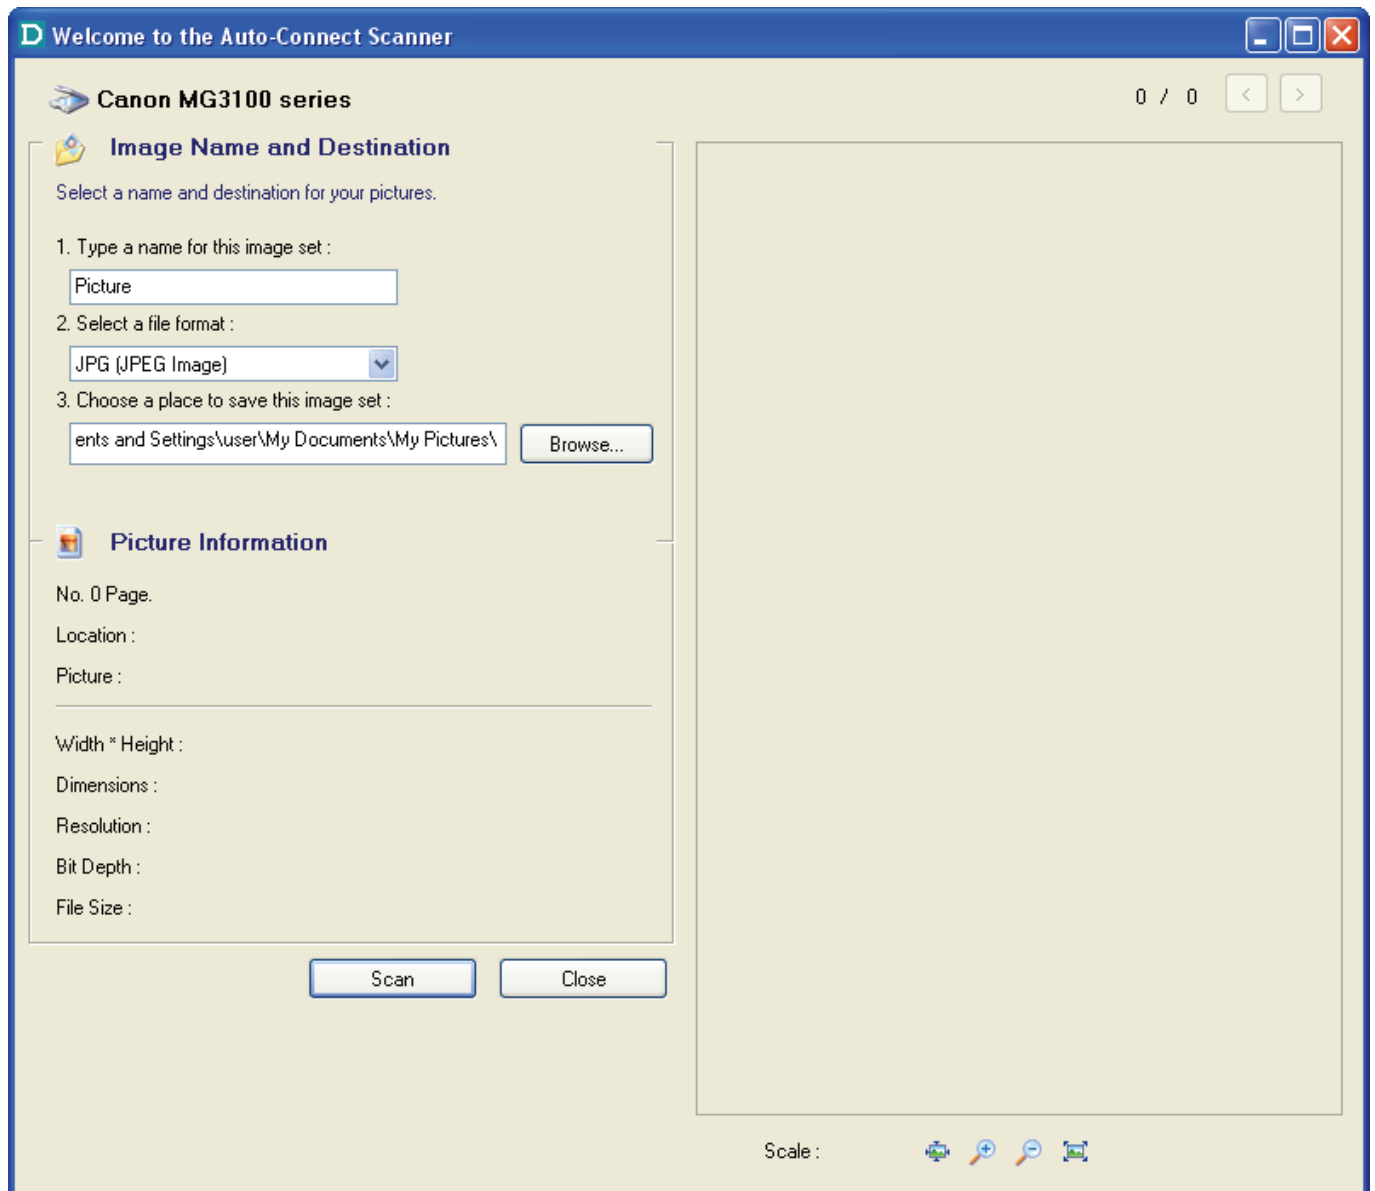 D Welcome to the Auto-Connect Scanner
Canon MG3100 series
0 / 0 < >
Image Name and Destination
Select a name and destination for your pictures.
1. Type a name for this image set :
Picture
2. Select a file format :
JPG (JPEG Image)
3. Choose a place to save this image set :
ents and Settings\user\My Documents\My Pictures\
Browse...
Picture Information
No. 0 Page.
Location :
Picture :
Width * Height :
Dimensions :
Resolution :
Bit Depth :
File Size :
Scan Close
Scale :